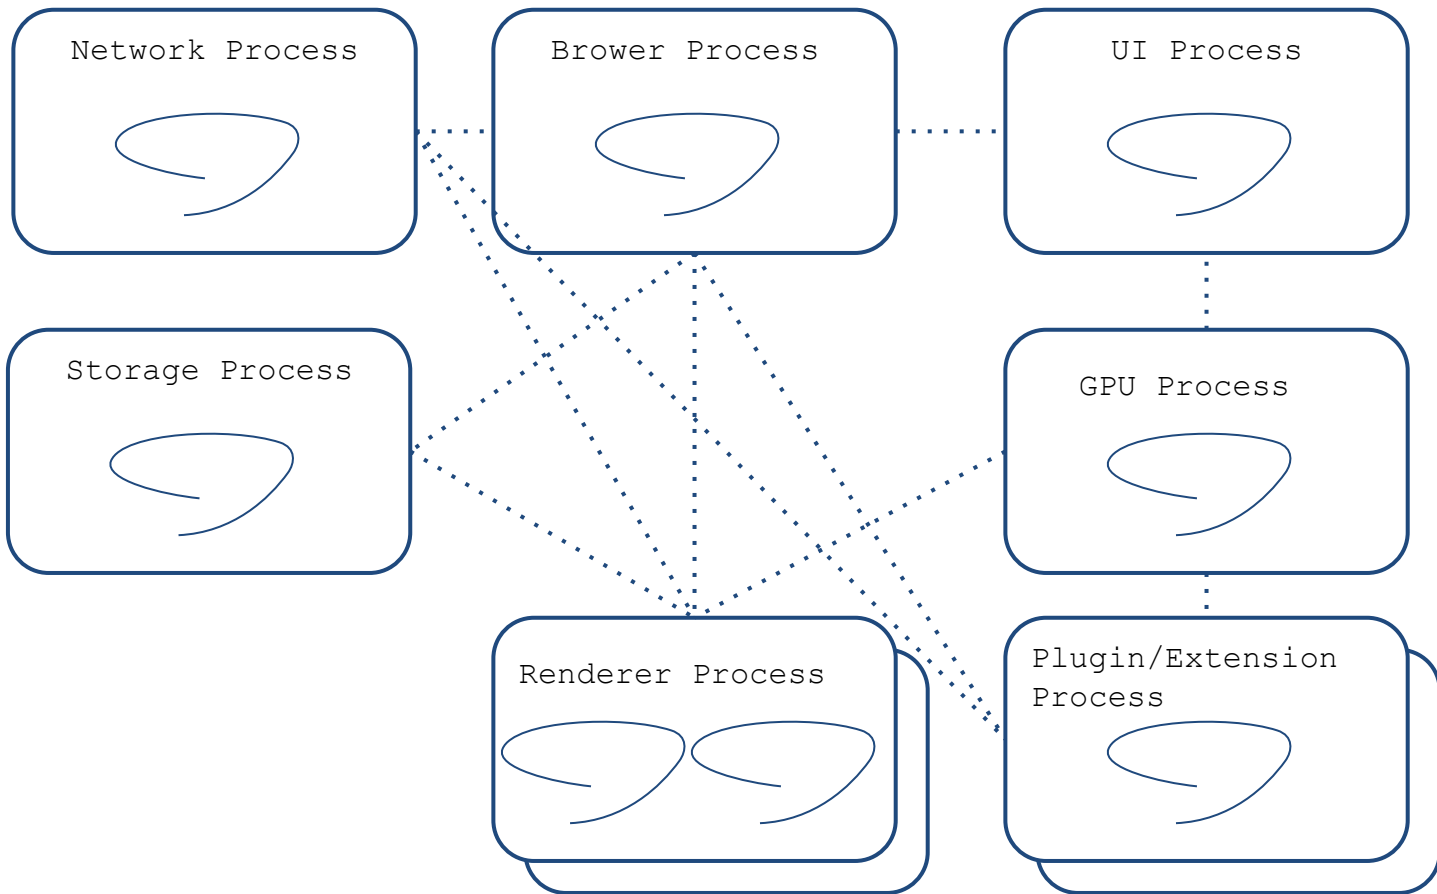 Network Process
Brower Process
UI Process
Storage Process
GPU Process
Renderer Process
Plugin/Extension
Process